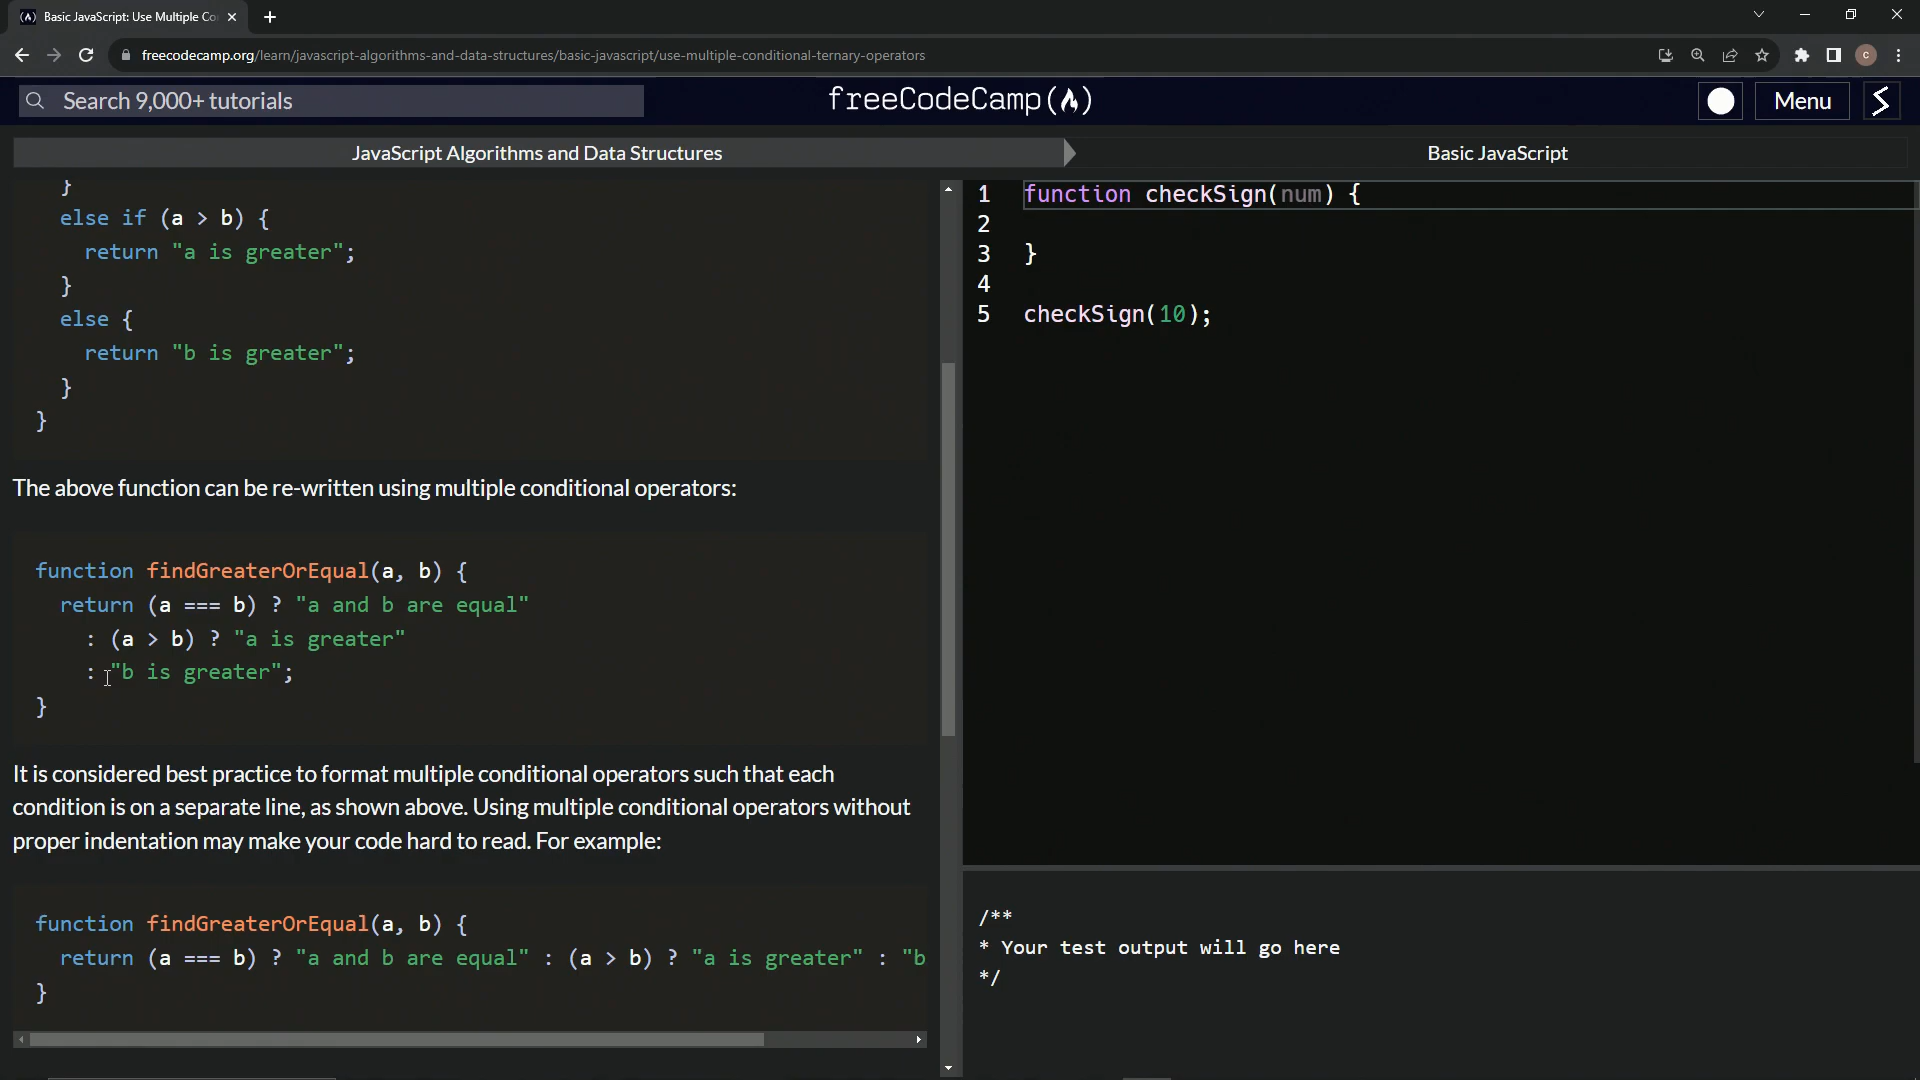 Basic JavaScript: Use Multiple Co
freecodecamp.org/learn/javascript-algorithms-and-data-structures/basic-javascript/use-multiple-conditional-ternary-operators
c
Search 9,000+ tutorials
freeCodeCamp(
)
Menu
JavaScript Algorithms and Data Structures
Basic JavaScript
}
else if (a > b) {
return "a is greater";
}
else {
return "b is greater";
}
}
The above function can be re-written using multiple conditional operators:
function findGreaterOrEqual(a, b) {
return (a === b) ? "a and b are equal"
: (a > b) ? "a is greater"
: "b is greater";
}
It is considered best practice to format multiple conditional operators such that each
condition is on a separate line, as shown above. Using multiple conditional operators without
proper indentation may make your code hard to read. For example:
function findGreaterOrEqual(a, b) {
return (a === b) ? "a and b are equal" : (a > b) ? "a is greater" : "b
}
1 function checkSign(num) {
2
3 }
4
5 checkSign(10);
/**
* Your test output will go here
*/